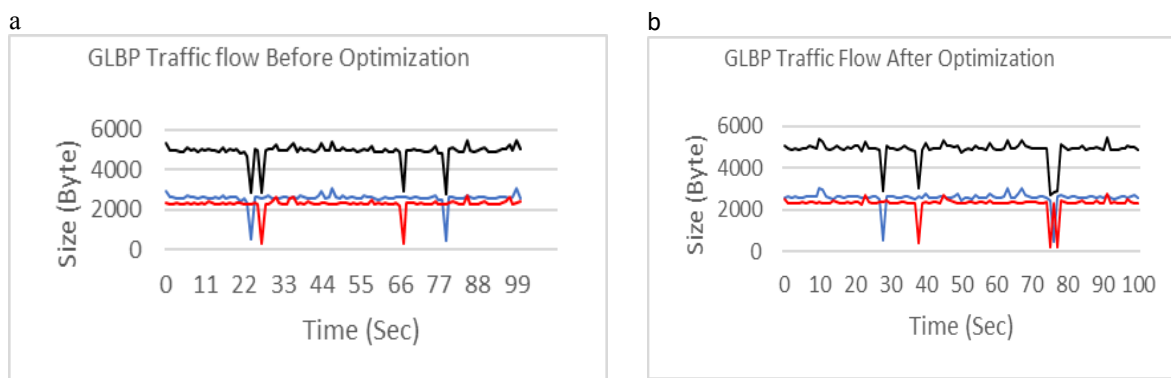 a
GLBP Traffic flow Before Optimization
6000
4000
2000
0
Size (Byte)
0 11 22 33 44 55 66 77 88 99
Time (Sec)
b
GLBP Traffic Flow After Optimization
6000
4000
2000
0
Size (Byte)
0 10 20 30 40 50 60 70 80 90 100
Time (Sec)